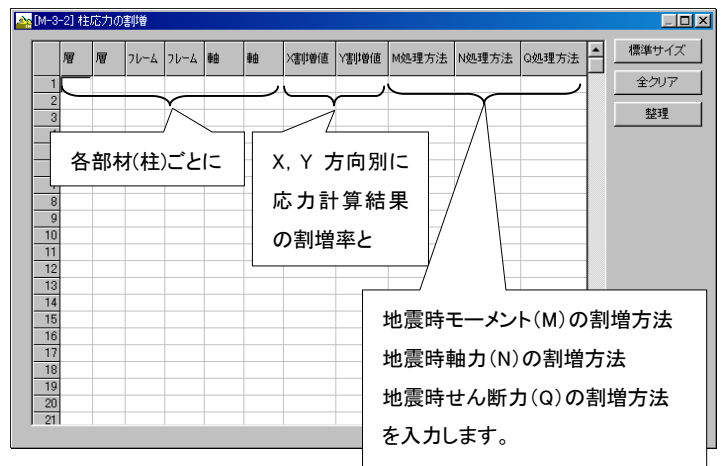 [M-3-2] 柱応力の割増
層 層 フレーム フレーム 軸 軸 X割増値 Y割増値 M処理方法 N処理方法 Q処理方法
標準サイズ
全クリア
整理
1
2
3
各部材(柱)ごとに
X, Y 方向別に
応力計算結果
の割増率と
8
9
10
11
12
13
14
15
16
17
18
19
20
21
地震時モーメント(M)の割増方法
地震時軸力(N)の割増方法
地震時せん断力(Q)の割増方法
を入力します。